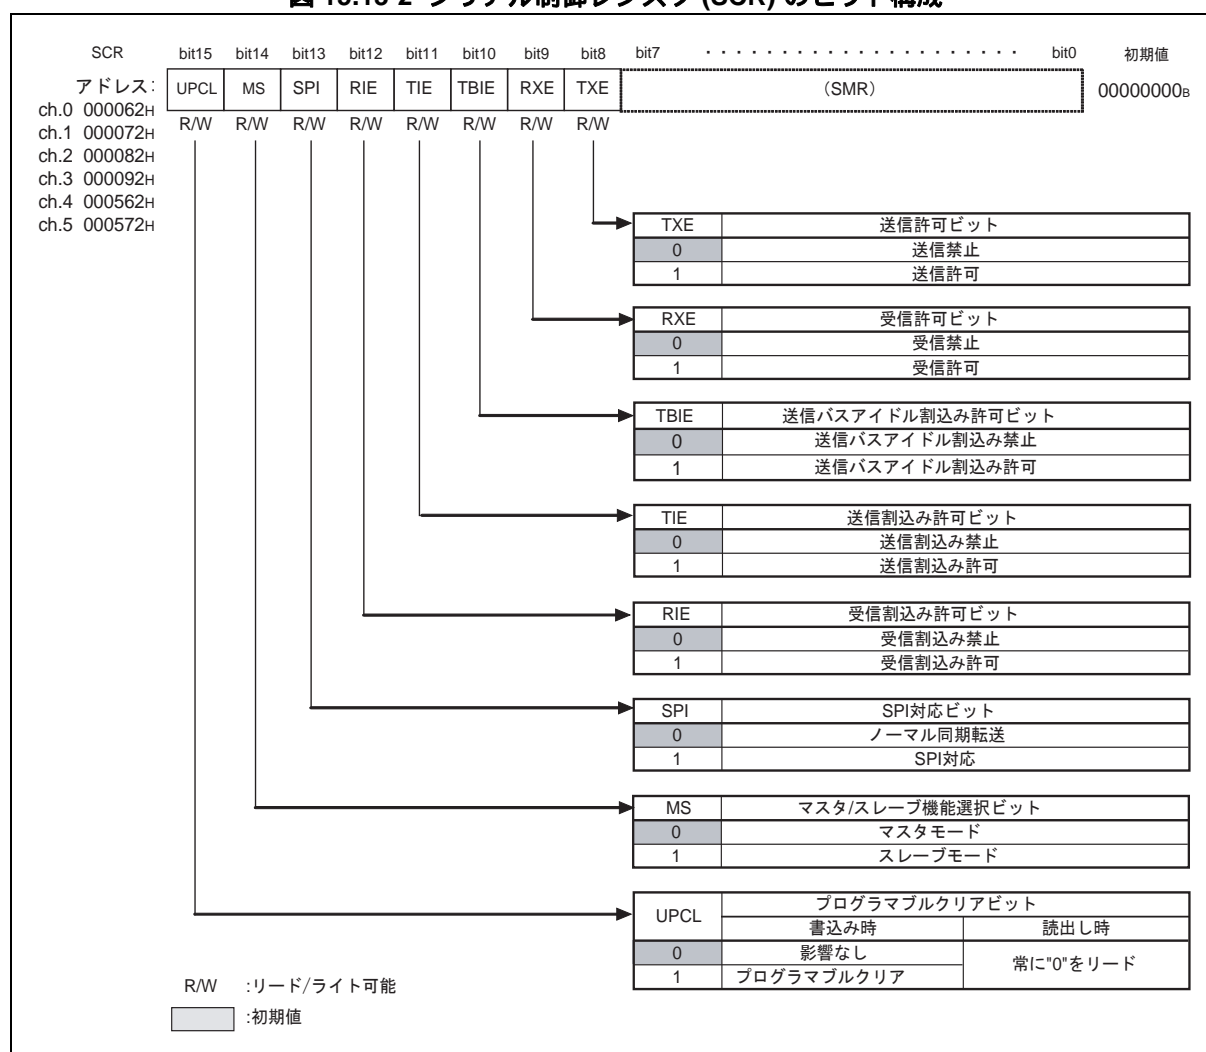 図 15.15-2 シリアル制御レジスタ (SCR) のビット構成
SCR bit15 bit14 bit13 bit12 bit11 bit10 bit9 bit8 bit7 ・・・・・・・・・・・・・・・・・・・・・ bit0 初期値
アドレス: UPCL MS SPI RIE TIE TBIE RXE TXE (SMR) 00000000B
ch.0 000062H
R/W R/W R/W R/W R/W R/W R/W R/W
ch.1 000072H
ch.2 000082H
ch.3 000092H
ch.4 000562H
ch.5 000572H
TXE 送信許可ビット
0 送信禁止
1 送信許可
RXE 受信許可ビット
0 受信禁止
1 受信許可
TBIE 送信バスアイドル割込み許可ビット
0 送信バスアイドル割込み禁止
1 送信バスアイドル割込み許可
TIE 送信割込み許可ビット
0 送信割込み禁止
1 送信割込み許可
RIE 受信割込み許可ビット
0 受信割込み禁止
1 受信割込み許可
SPI SPI対応ビット
0 ノーマル同期転送
1 SPI対応
MS マスタ/スレーブ機能選択ビット
0 マスタモード
1 スレーブモード
UPCL プログラマブルクリアビット
書込み時 読出し時
0 影響なし 常に"0"をリード
1 プログラマブルクリア
R/W :リード/ライト可能
:初期値